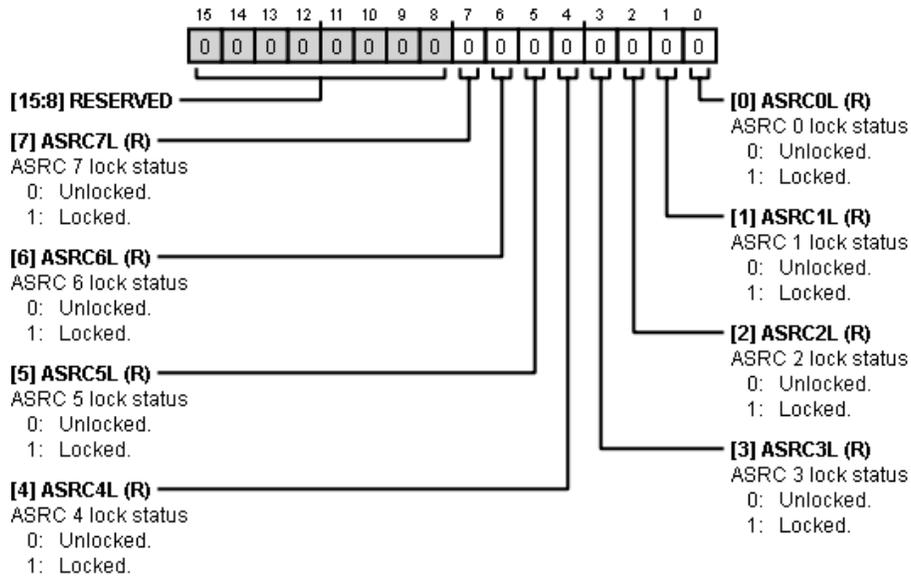 15 14 13 12 11 10 9 8 7 6 5 4 3 2 1 0
0 0 0 0 0 0 0 0 0 0 0 0 0 0 0 0
[15:8] RESERVED
[7] ASRC7L (R)
ASRC 7 lock status
0: Unlocked.
1: Locked.
[6] ASRC6L (R)
ASRC 6 lock status
0: Unlocked.
1: Locked.
[5] ASRC5L (R)
ASRC 5 lock status
0: Unlocked.
1: Locked.
[4] ASRC4L (R)
ASRC 4 lock status
0: Unlocked.
1: Locked.
[0] ASRC0L (R)
ASRC 0 lock status
0: Unlocked.
1: Locked.
[1] ASRC1L (R)
ASRC 1 lock status
0: Unlocked.
1: Locked.
[2] ASRC2L (R)
ASRC 2 lock status
0: Unlocked.
1: Locked.
[3] ASRC3L (R)
ASRC 3 lock status
0: Unlocked.
1: Locked.